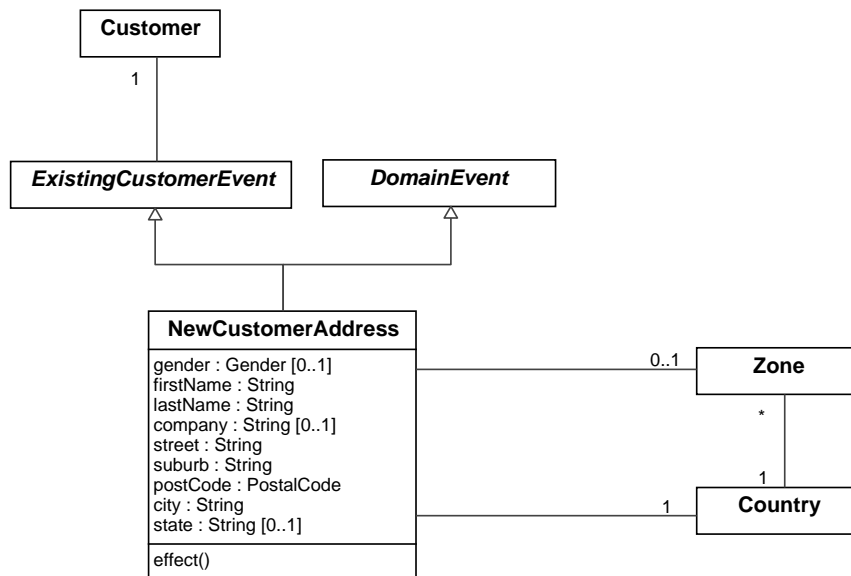 Customer
1
ExistingCustomerEvent
DomainEvent
NewCustomerAddress
gender : Gender [0..1]
firstName : String
lastName : String
company : String [0..1]
street : String
suburb : String
postCode : PostalCode
city : String
state : String [0..1]
effect()
0..1
Zone
*
1
1
Country